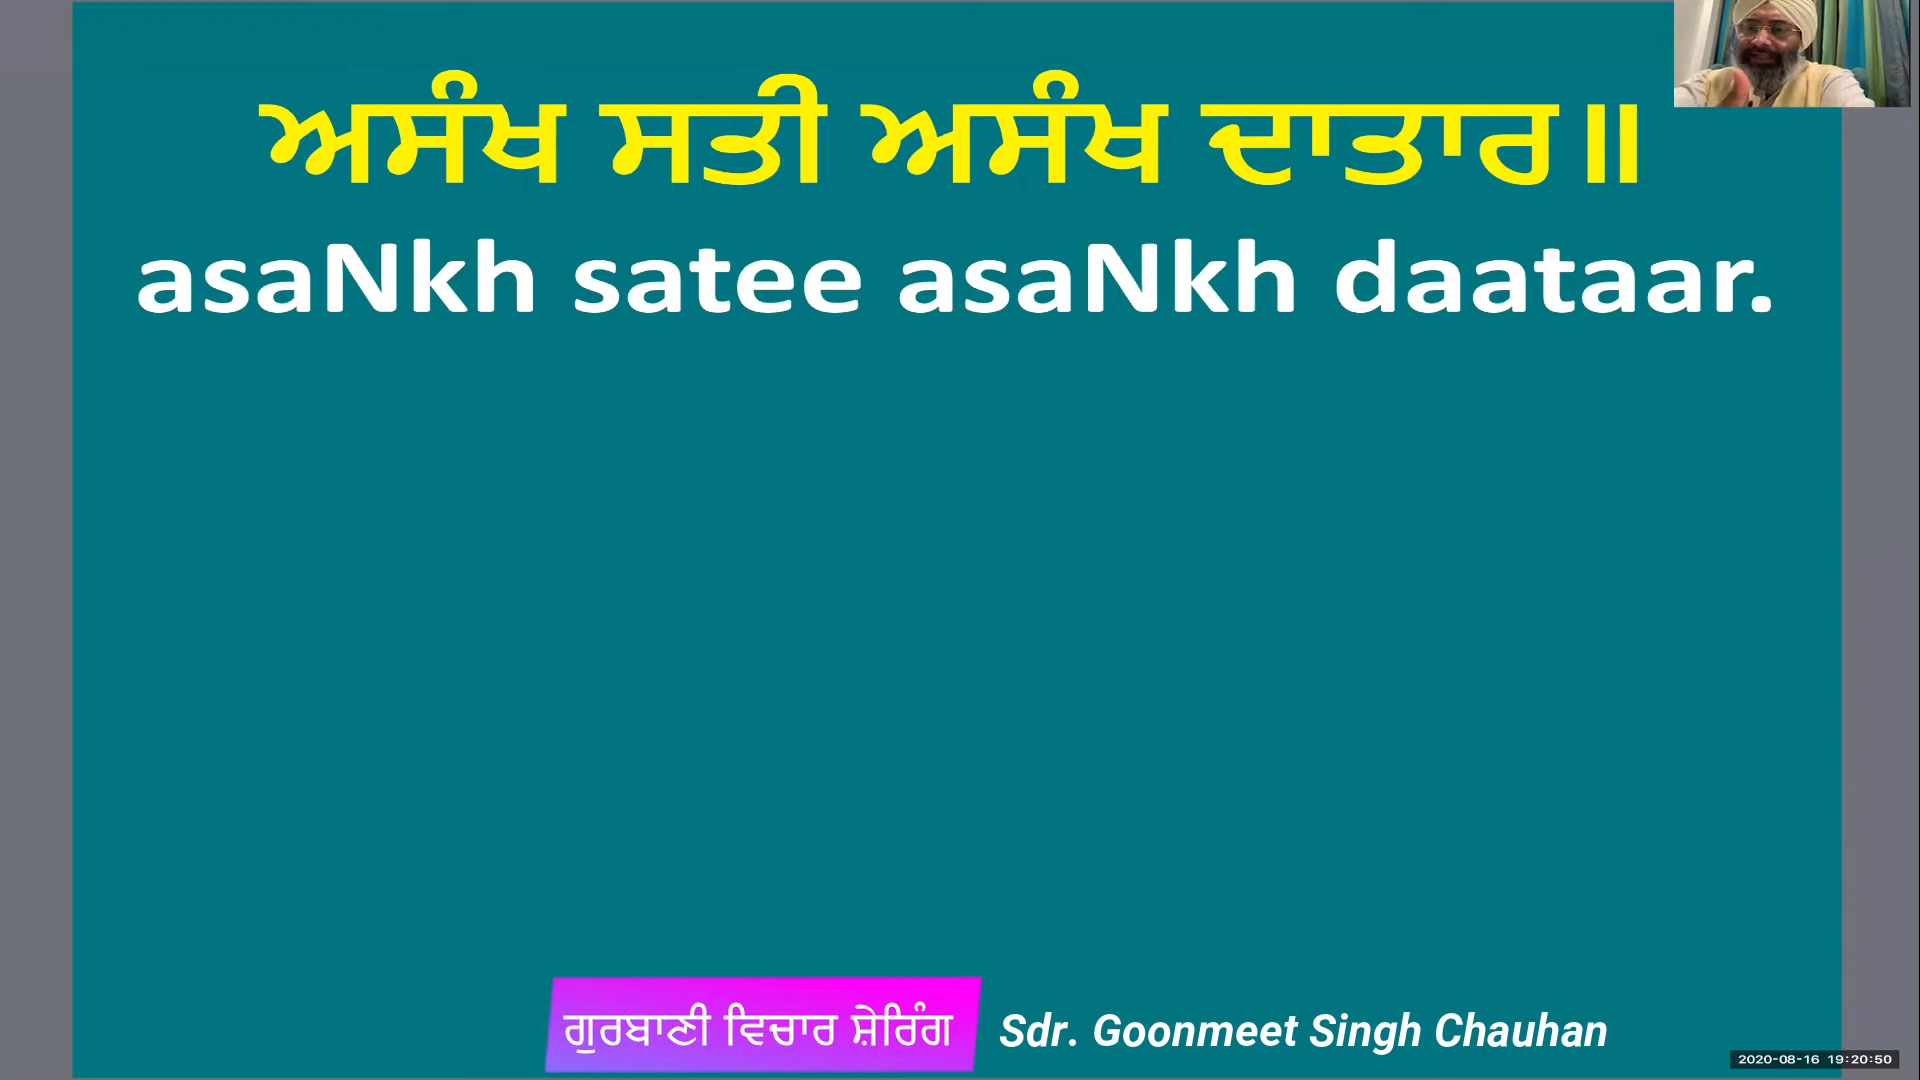 ਅਸੰਖ ਸਤੀ ਅਸੰਖ ਦਾਤਾਰ॥
asaNkh satee asaNkh daataar.
ਗੁਰਬਾਣੀ ਵਿਚਾਰ ਸ਼ੇਰਿੰਗ Sdr. Goonmeet Singh Chauhan
2020-08-16 19:20:50